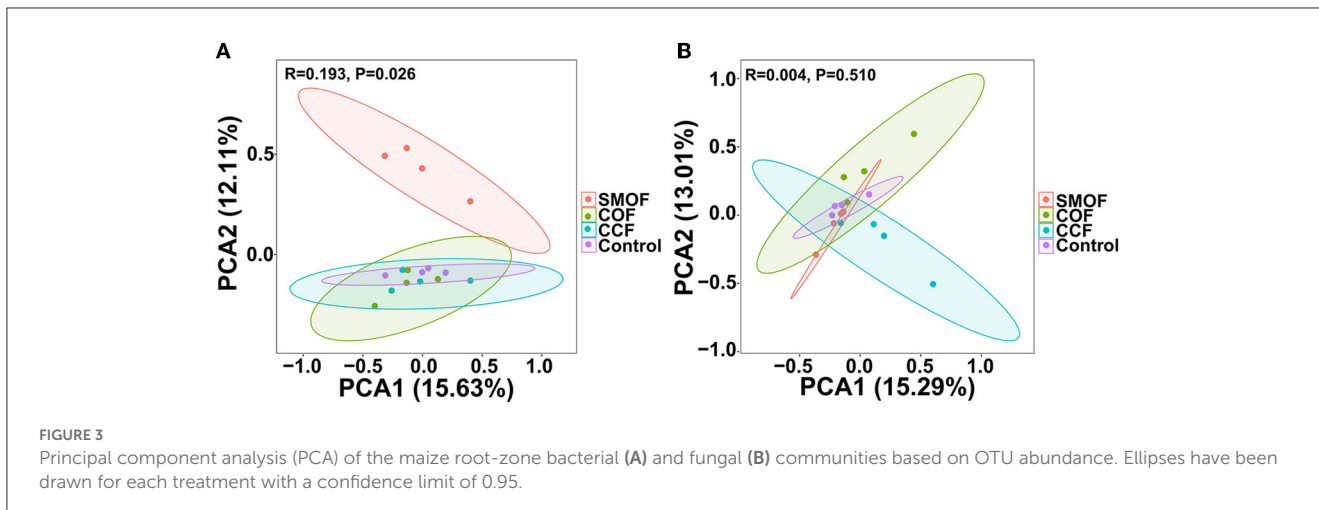 A
R=0.193, P=0.026
PCA2 (12.11%)
0.5
0.0
−1.0 −0.5 0.0 0.5 1.0
PCA1 (15.63%)
SMOF
COF
CCF
Control
B
R=0.004, P=0.510
PCA2 (13.01%)
1.0
0.5
0.0
−0.5
−1.0
−0.5 0.0 0.5 1.0
PCA1 (15.29%)
SMOF
COF
CCF
Control
FIGURE 3
Principal component analysis (PCA) of the maize root-zone bacterial (A) and fungal (B) communities based on OTU abundance. Ellipses have been
drawn for each treatment with a confidence limit of 0.95.